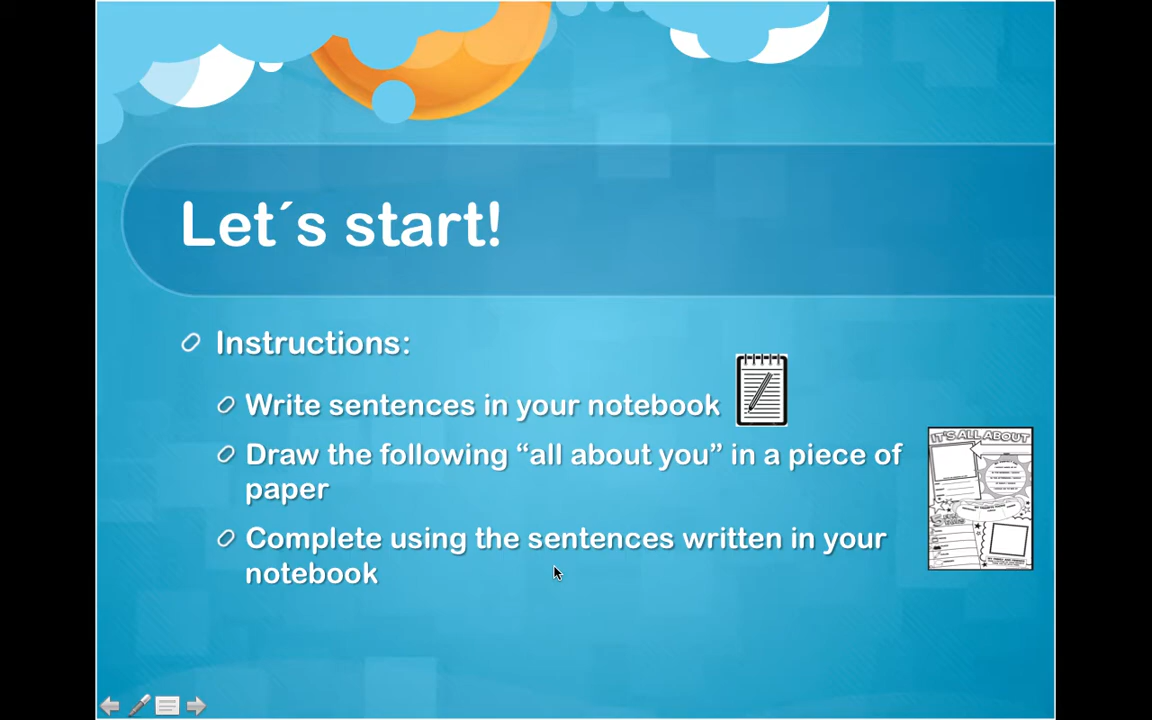 Let´s start!
Instructions:
Write sentences in your notebook
Draw the following “all about you” in a piece of
paper
Complete using the sentences written in your
notebook
IT'S ALL ABOUT